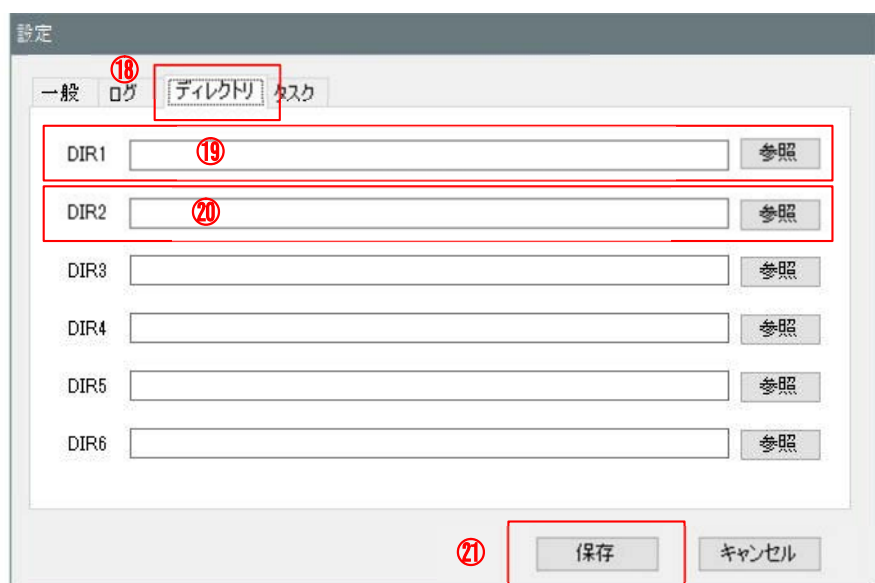 設定
⑱
一般 ログ ディレクトリ タスク
DIR1 ⑲ 参照
DIR2 ⑳ 参照
DIR3 参照
DIR4 参照
DIR5 参照
DIR6 参照
㉑ 保存 キャンセル